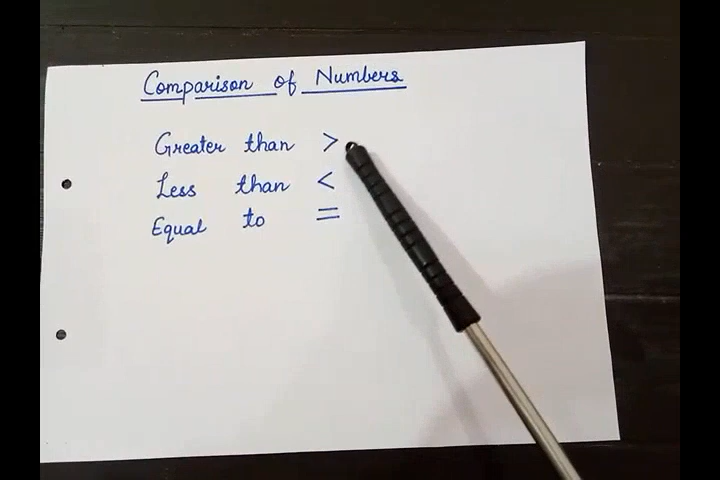 Comparison of Numbers
Greater than >
Less than <
Equal to =